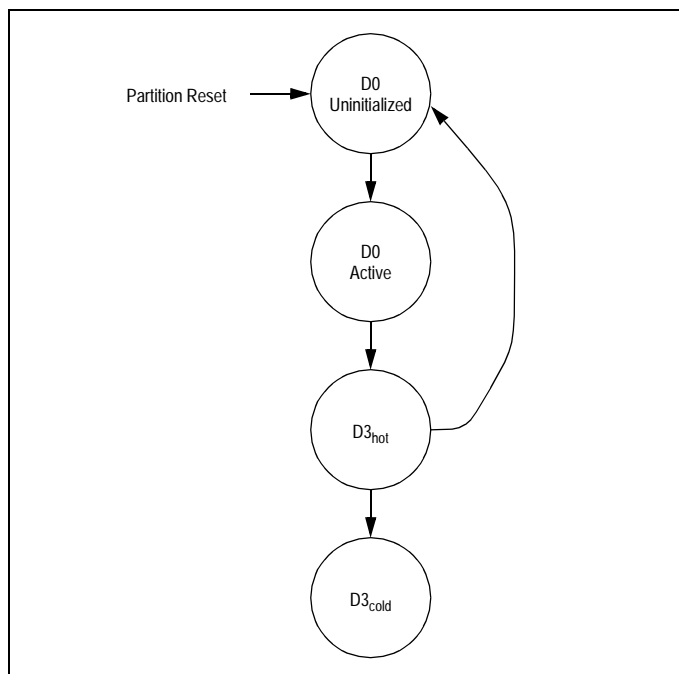 D0
Uninitialized
Partition Reset
D0
Active
D3hot
D3cold